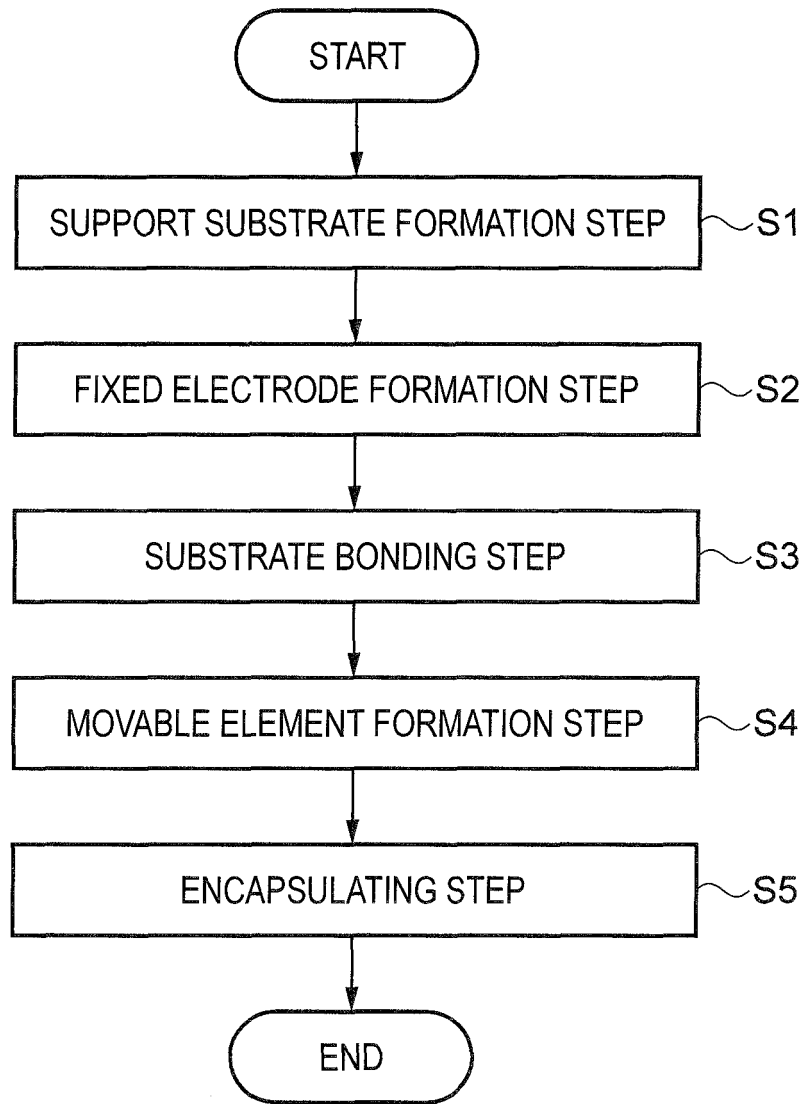 START
SUPPORT SUBSTRATE FORMATION STEP S1
FIXED ELECTRODE FORMATION STEP S2
SUBSTRATE BONDING STEP S3
MOVABLE ELEMENT FORMATION STEP S4
ENCAPSULATING STEP S5
END